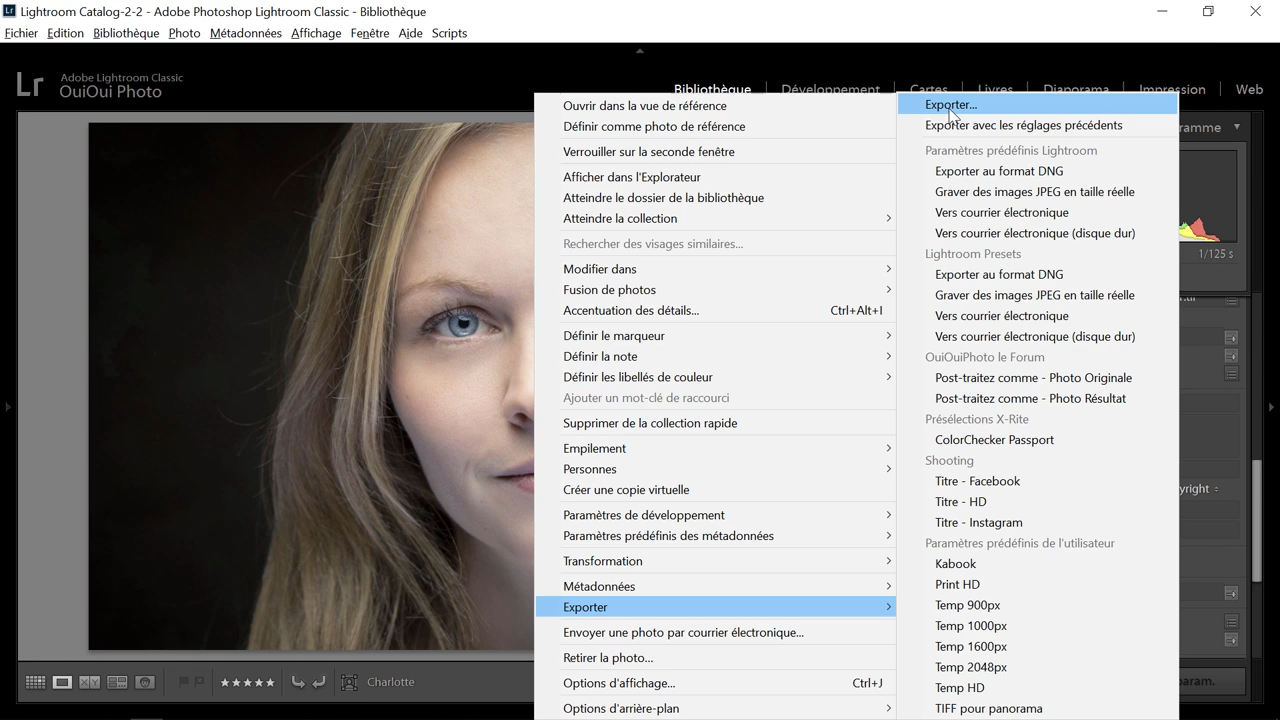 Lr Lightroom Catalog-2-2 - Adobe Photoshop Lightroom Classic - Bibliothèque
Fichier Edition Bibliothèque Photo Métadonnées Affichage Fenêtre Aide Scripts
Lr Adobe Lightroom Classic
OuiOui Photo
Bibliothèque | Développement | Cartes | Livres | Diaporama | Impression | Web
Ouvrir dans la vue de référence
Définir comme photo de référence
Verrouiller sur la seconde fenêtre
Afficher dans l'Explorateur
Atteindre le dossier de la bibliothèque
Atteindre la collection >
Rechercher des visages similaires...
Modifier dans >
Fusion de photos >
Accentuation des détails... Ctrl+Alt+I
Définir le marqueur >
Définir la note >
Définir les libellés de couleur >
Ajouter un mot-clé de raccourci
Supprimer de la collection rapide
Empilement >
Personnes >
Créer une copie virtuelle
Paramètres de développement >
Paramètres prédéfinis des métadonnées >
Transformation >
Métadonnées >
Exporter >
Envoyer une photo par courrier électronique...
Retirer la photo...
Options d'affichage... Ctrl+J
Options d'arrière-plan >
Exporter...
Exporter avec les réglages précédents
Paramètres prédéfinis Lightroom
Exporter au format DNG
Graver des images JPEG en taille réelle
Vers courrier électronique
Vers courrier électronique (disque dur)
Lightroom Presets
Exporter au format DNG
Graver des images JPEG en taille réelle
Vers courrier électronique
Vers courrier électronique (disque dur)
OuiOuiPhoto le Forum
Post-traitez comme - Photo Originale
Post-traitez comme - Photo Résultat
Présélections X-Rite
ColorChecker Passport
Shooting
Titre - Facebook
Titre - HD
Titre - Instagram
Paramètres prédéfinis de l'utilisateur
Kabook
Print HD
Temp 900px
Temp 1000px
Temp 1600px
Temp 2048px
Temp HD
TIFF pour panorama
ramme
1/125 s
yright
param.
XY
Charlotte